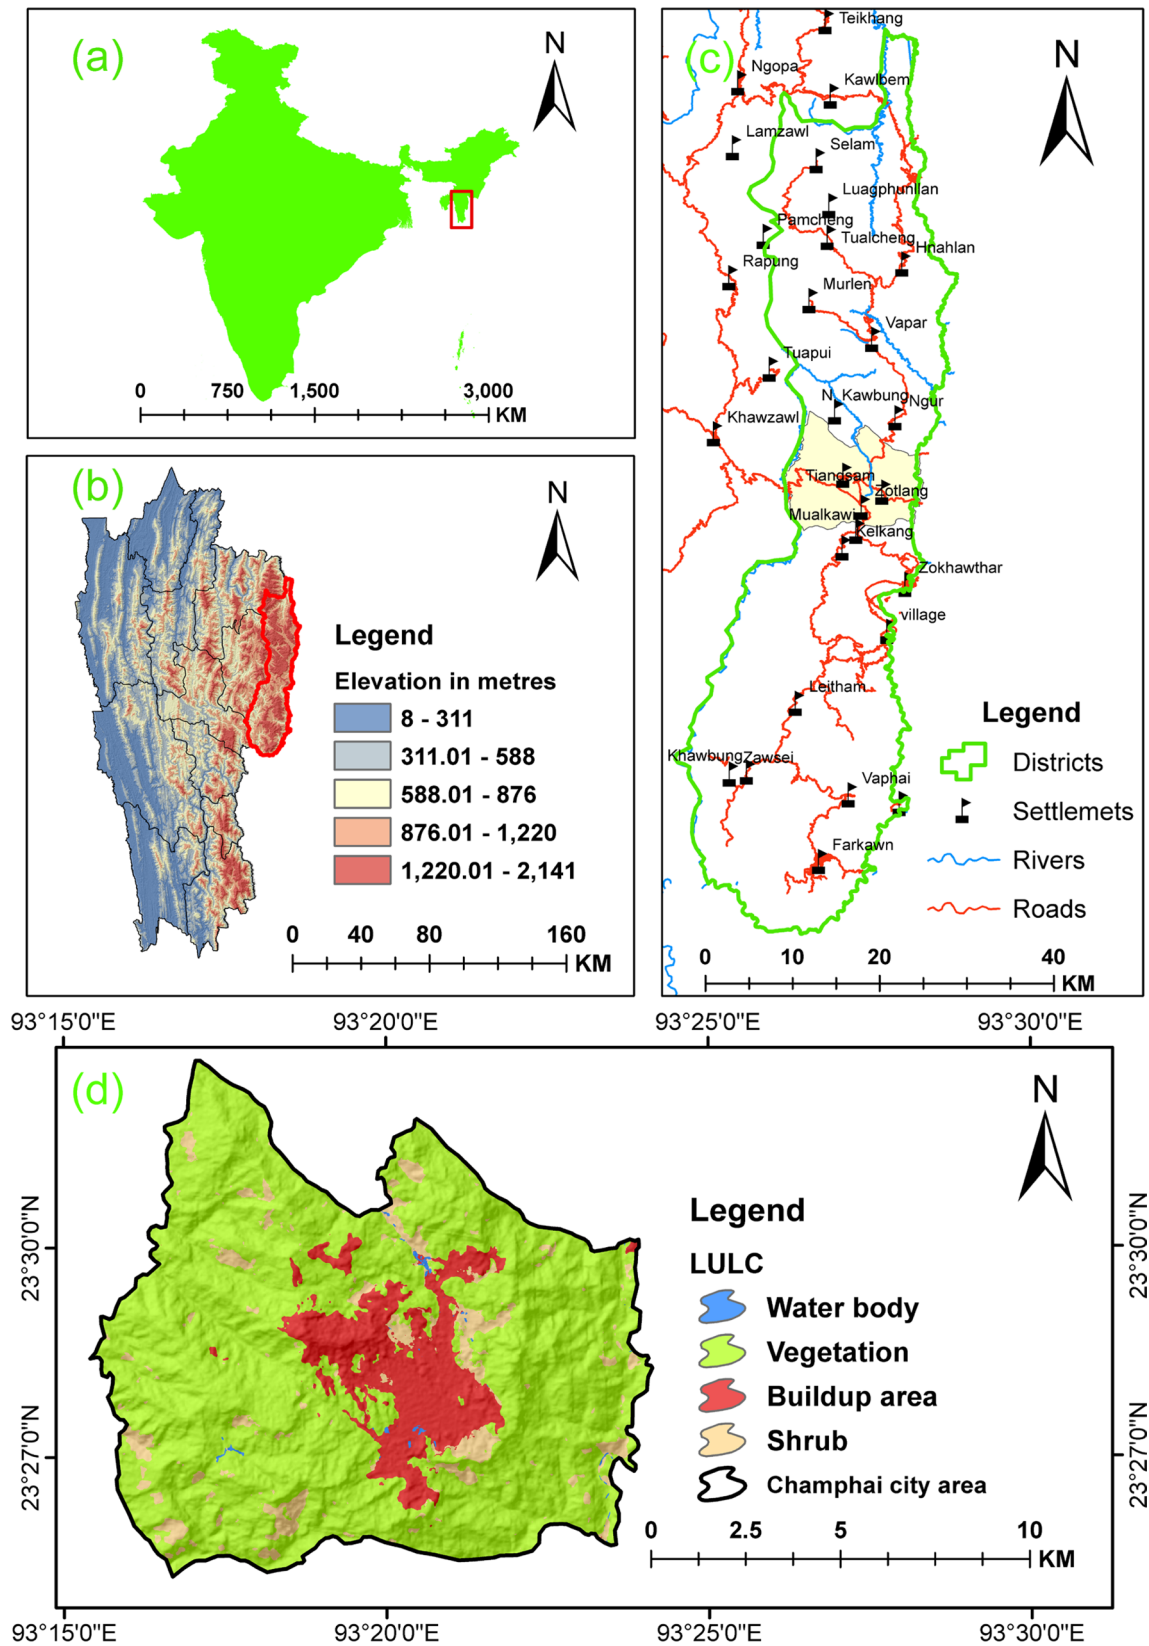 (a)
N
0 750 1,500 3,000
KM
(b)
N
Legend
Elevation in metres
8 - 311
311.01 - 588
588.01 - 876
876.01 - 1,220
1,220.01 - 2,141
0 40 80 160
KM
(c)
N
Teikhang
Ngopa
Kawlbem
Lamzawl
Selam
Luagphunlian
Pamcheng
Tualcheng
Hnahlan
Rapung
Murlen
Vapar
Tuapui
N. Kawbung
Ngur
Khawzawl
Tiangsam
Zotlang
Mualkawi
Kelkang
Zokhawthar
village
Leitham
Khawbung
Zawsei
Vaphai
Farkawn
Legend
Districts
Settlemets
Rivers
Roads
0 10 20 40
KM
93°15'0"E 93°20'0"E 93°25'0"E 93°30'0"E
(d)
N
23°30'0"N
23°27'0"N
23°30'0"N
23°27'0"N
Legend
LULC
Water body
Vegetation
Buildup area
Shrub
Champhai city area
0 2.5 5 10
KM
93°15'0"E 93°20'0"E 93°25'0"E 93°30'0"E